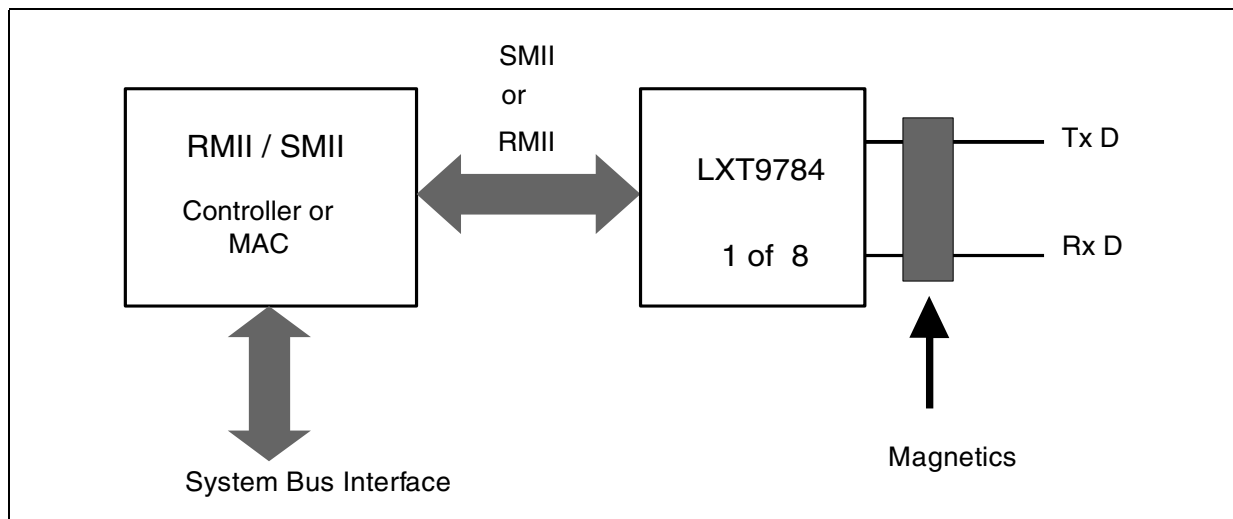 SMII
or
RMII
RMII / SMII
Controller or
MAC
LXT9784
1 of 8
Tx D
Rx D
Magnetics
System Bus Interface